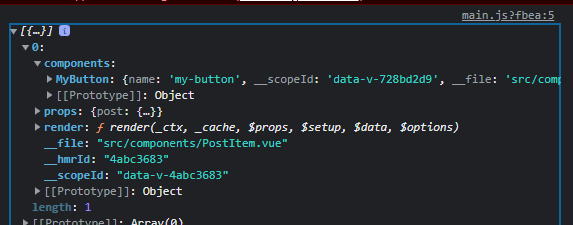 main.js?fbea:5
▼ [{…}] i
▼ 0:
▼ components:
▶ MyButton: {name: 'my-button', __scopeId: 'data-v-728bd2d9', __file: 'src/comp
▶ [[Prototype]]: Object
▶ props: {post: {…}}
▶ render: ƒ render(_ctx, _cache, $props, $setup, $data, $options)
__file: "src/components/PostItem.vue"
__hmrId: "4abc3683"
__scopeId: "data-v-4abc3683"
▶ [[Prototype]]: Object
length: 1
▶ [[Prototype]]: Array(0)